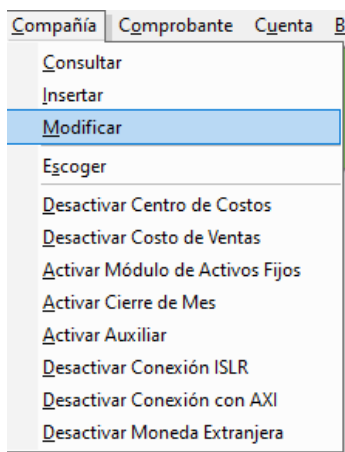 Compañía Comprobante Cuenta B
Consultar
Insertar
Modificar
Escoger
Desactivar Centro de Costos
Desactivar Costo de Ventas
Activar Módulo de Activos Fijos
Activar Cierre de Mes
Activar Auxiliar
Desactivar Conexión ISLR
Desactivar Conexión con AXI
Desactivar Moneda Extranjera